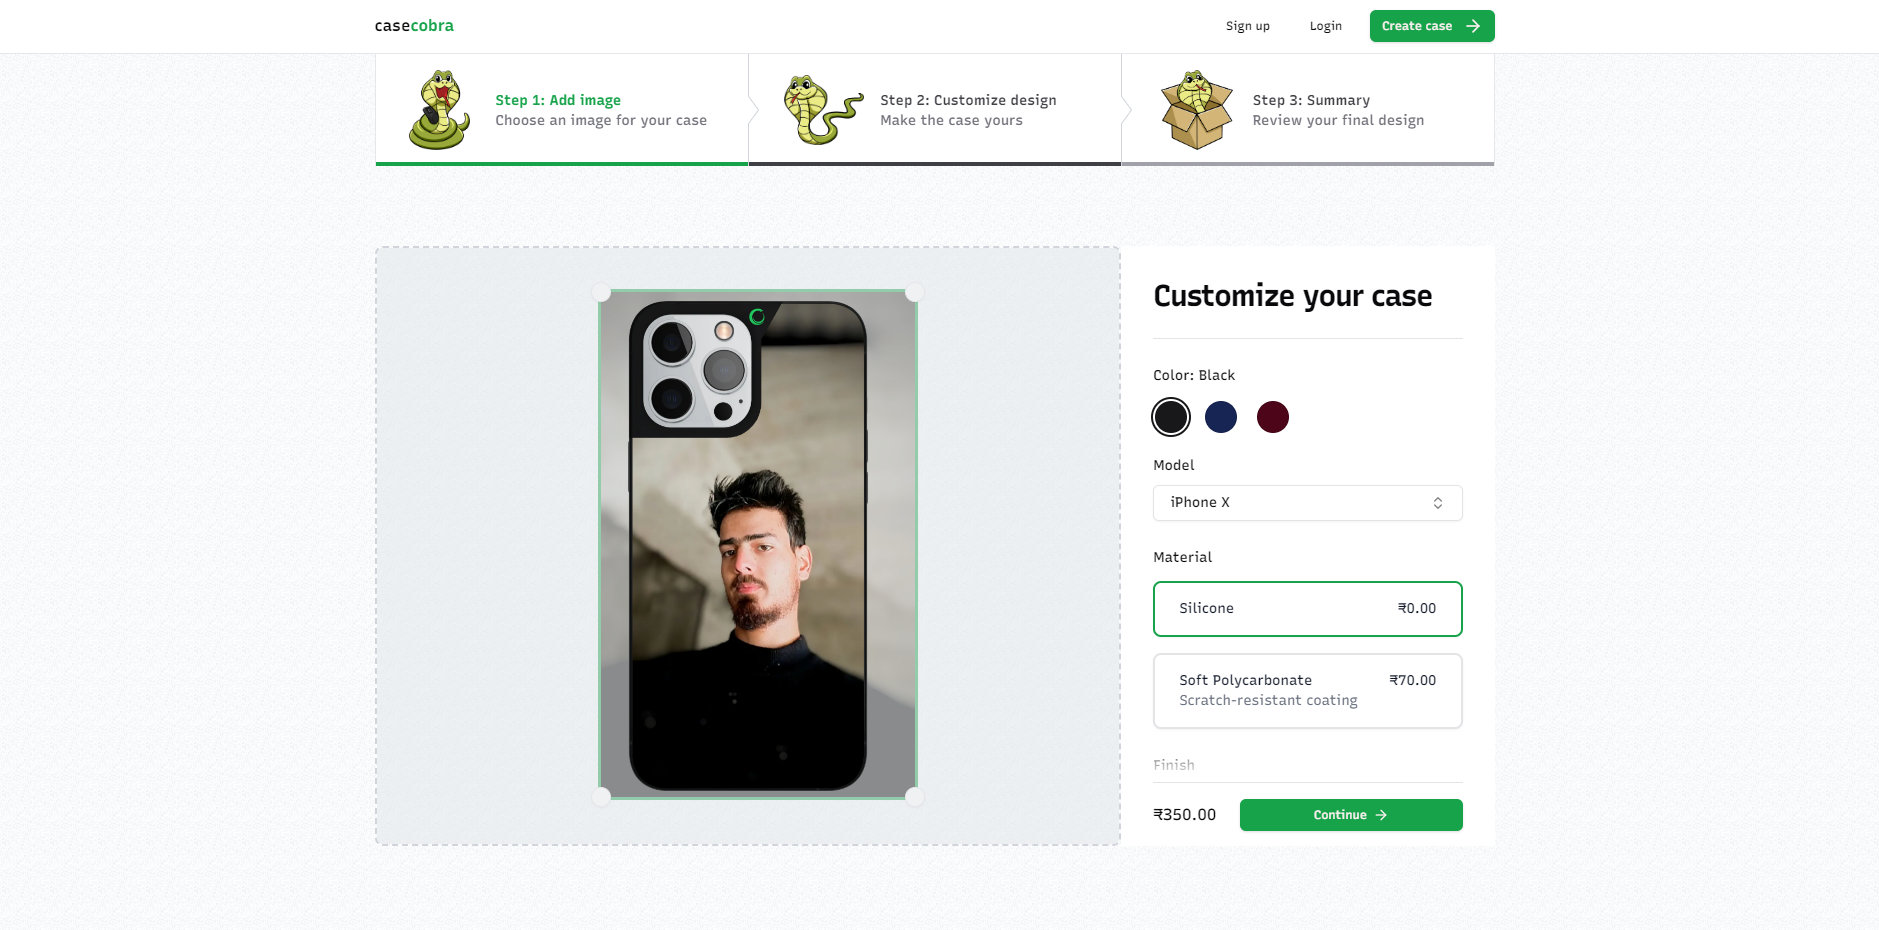 casecobra
Sign up
Login
Create case
Step 1: Add image
Choose an image for your case
Step 2: Customize design
Make the case yours
Step 3: Summary
Review your final design
Customize your case
Color: Black
Model
iPhone X
Material
Silicone ₹0.00
Soft Polycarbonate ₹70.00
Scratch-resistant coating
Finish
₹350.00
Continue